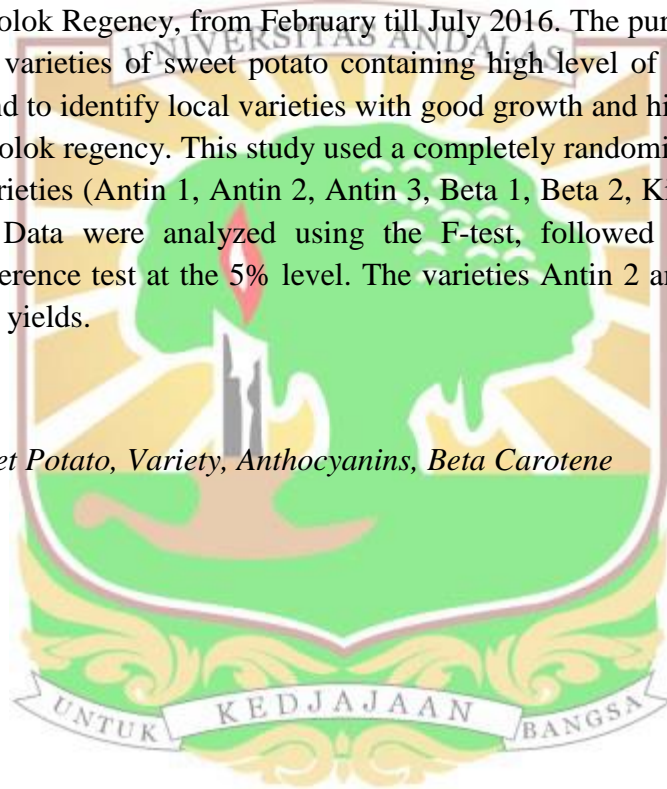 olok Regency, from February till July 2016. The pur
UNIVERSITAS ANDALAS
varieties of sweet potato containing high level of
nd to identify local varieties with good growth and hi
olok regency. This study used a completely randomi
rieties (Antin 1, Antin 2, Antin 3, Beta 1, Beta 2, Ki
Data were analyzed using the F-test, followed
erence test at the 5% level. The varieties Antin 2 an
yields.
et Potato, Variety, Anthocyanins, Beta Carotene
UNTUK KEDJAJAAN BANGSA